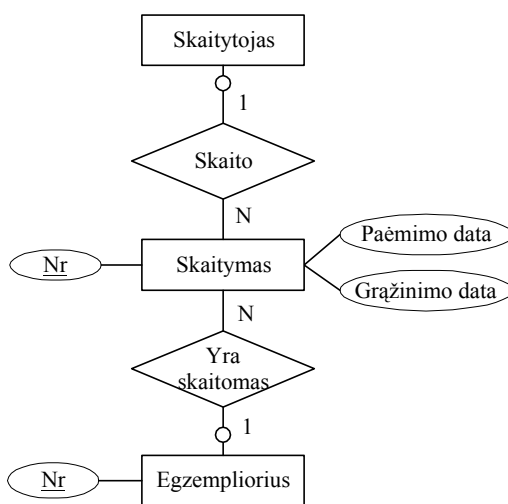 Skaitytojas
1
Skaito
N
Paėmimo data
Nr
Skaitymas
Grąžinimo data
N
Yra
skaitomas
1
Nr
Egzempliorius